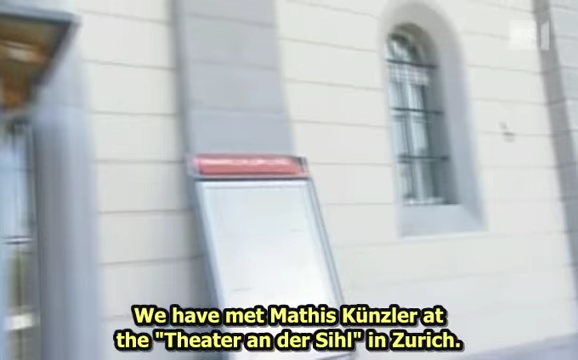 We have met Mathis Künzler at
the "Theater an der Sihl" in Zurich.